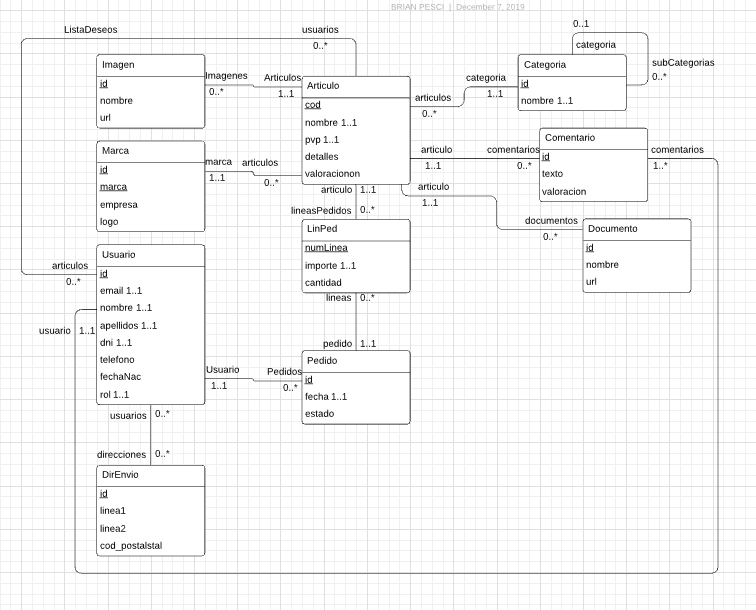 BRIAN PESCI | December 7, 2019
ListaDeseos
usuarios
0..*
0..1
categoria
subCategorias
0..*
Imagen
id
nombre
url
Imagenes
0..*
Articulos
1..1
Articulo
cod
nombre 1..1
pvp 1..1
detalles
valoracionon
articulos
0..*
categoria
1..1
Categoria
id
nombre 1..1
Marca
id
marca
empresa
logo
marca
1..1
articulos
0..*
articulo
1..1
comentarios
0..*
Comentario
id
texto
valoracion
comentarios
1..*
articulo
1..1
articulo
1..1
lineasPedidos
0..*
documentos
0..*
Documento
id
nombre
url
LinPed
numLinea
importe 1..1
cantidad
lineas
0..*
articulos
0..*
Usuario
id
email 1..1
nombre 1..1
apellidos 1..1
dni 1..1
telefono
fechaNac
rol 1..1
usuario
1..1
pedido
1..1
Usuario
1..1
Pedidos
0..*
Pedido
id
fecha 1..1
estado
usuarios
0..*
direcciones
0..*
DirEnvio
id
linea1
linea2
cod_postalstal